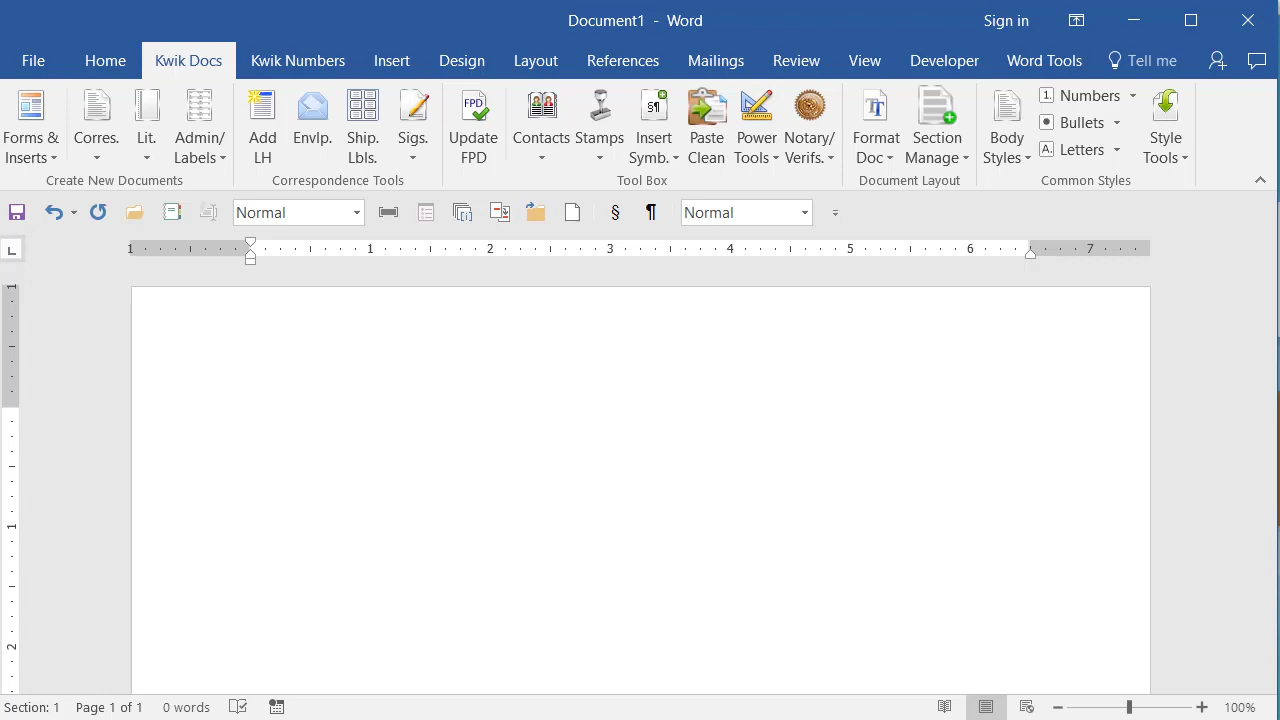 Document1 - Word
Sign in
File Home Kwik Docs Kwik Numbers Insert Design Layout References Mailings Review View Developer Word Tools Tell me
Forms & Inserts
Corres.
Lit.
Admin/ Labels
Create New Documents
Add LH
Envlp.
Ship. Lbls.
Sigs.
Correspondence Tools
FPD
Update FPD
Contacts
Stamps
Insert Symb.
Paste Clean
Power Tools
Notary/ Verifs.
Tool Box
Format Doc
Section Manage
Document Layout
Body Styles
1 Numbers
Bullets
A. Letters
Style Tools
Common Styles
Normal § ¶ Normal
1 1 2 3 4 5 6 7
1
1
2
Section: 1 Page 1 of 1 0 words 100%